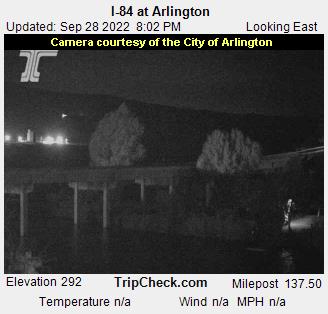 I-84 at Arlington
Updated: Sep 28 2022 8:02 PM Looking East
Camera courtesy of the City of Arlington
Elevation 292 TripCheck.com Milepost 137.50
Temperature n/a Wind n/a MPH n/a